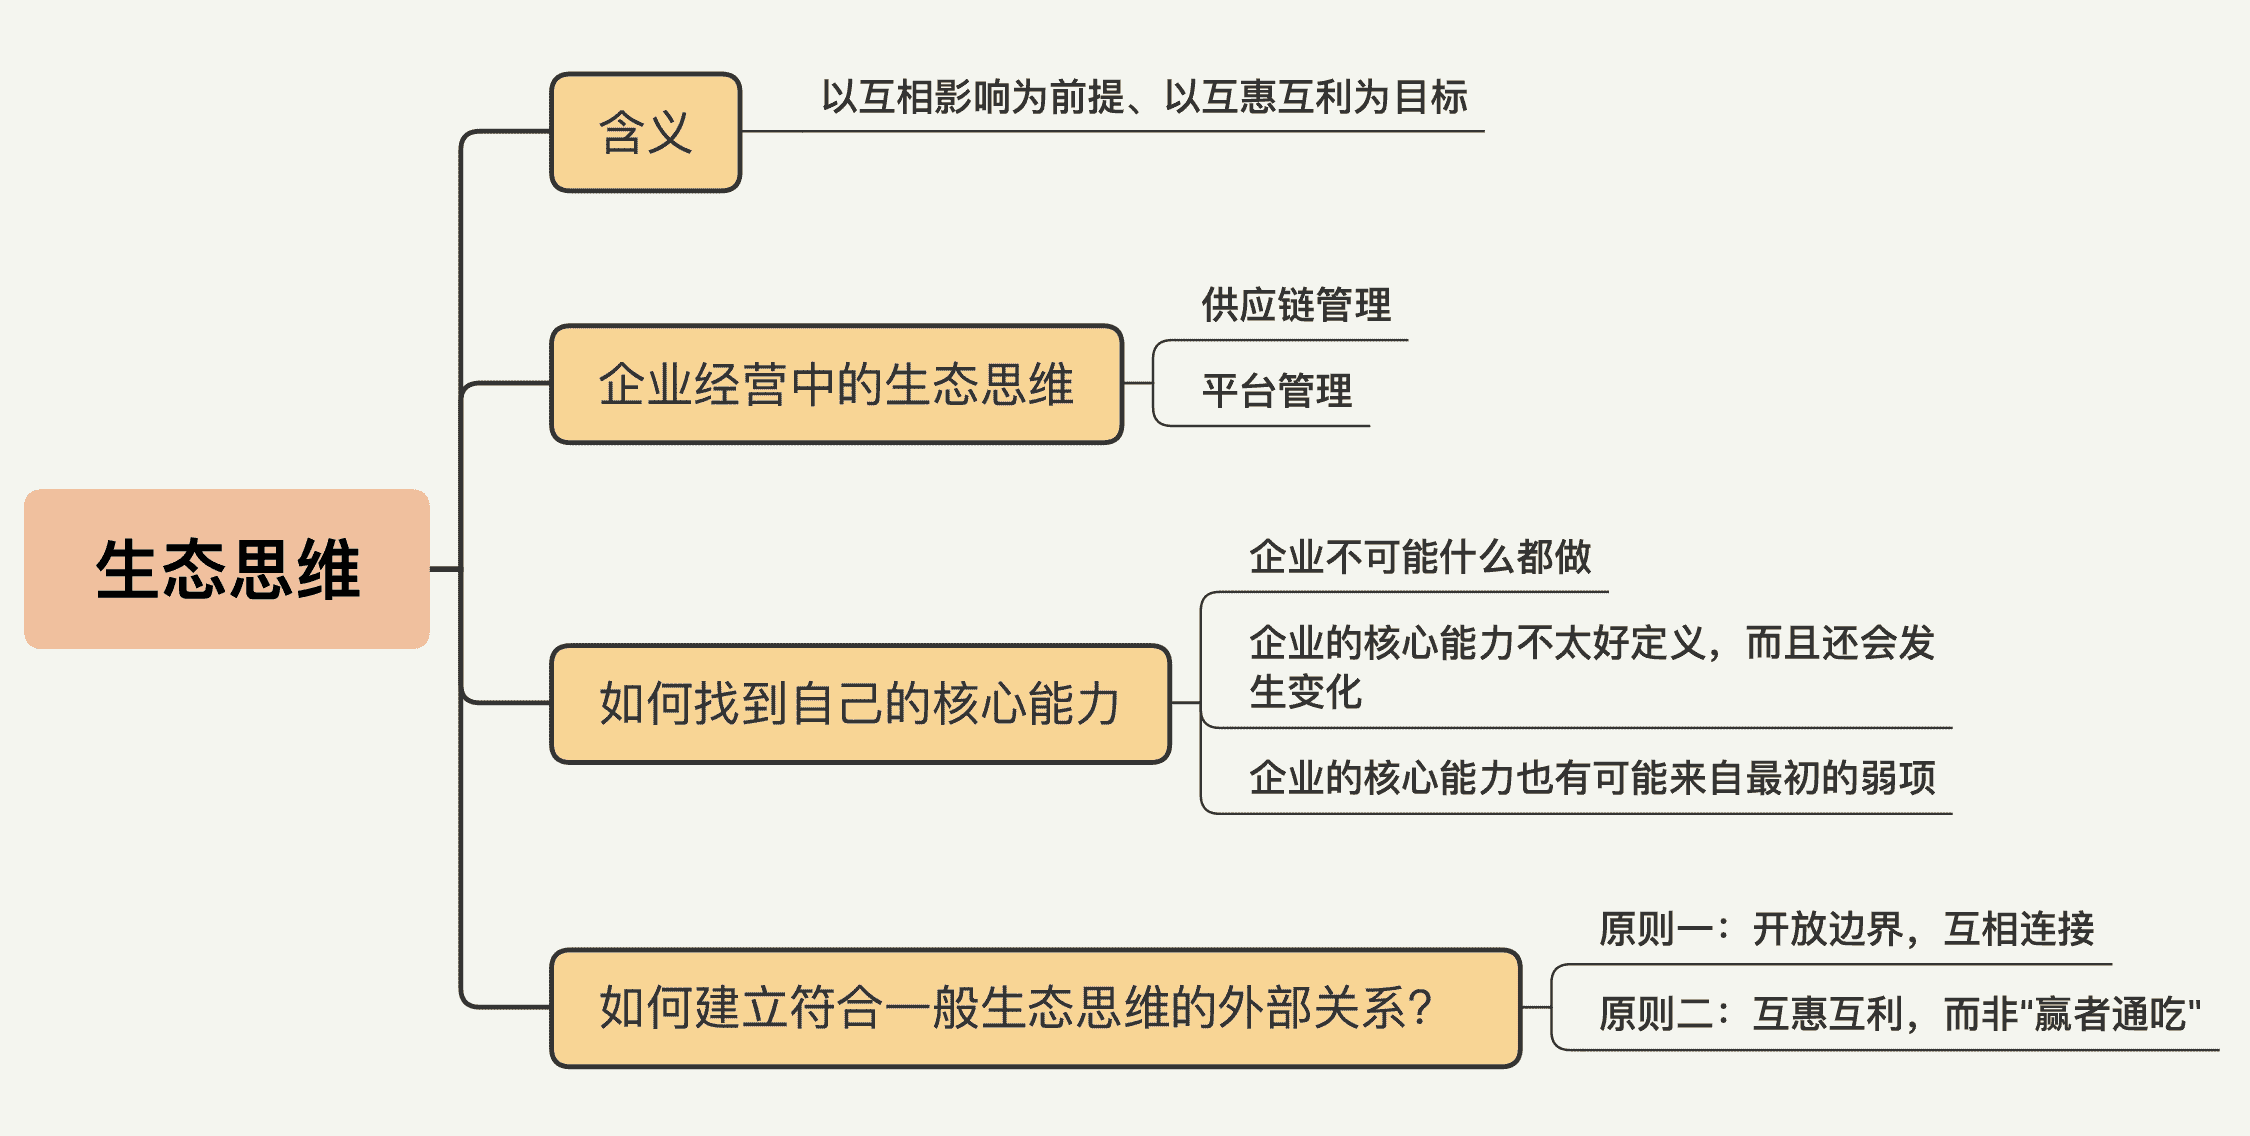 生态思维
含义
以互相影响为前提、以互惠互利为目标
企业经营中的生态思维
供应链管理
平台管理
如何找到自己的核心能力
企业不可能什么都做
企业的核心能力不太好定义，而且还会发
生变化
企业的核心能力也有可能来自最初的弱项
如何建立符合一般生态思维的外部关系？
原则一：开放边界，互相连接
原则二：互惠互利，而非“赢者通吃"